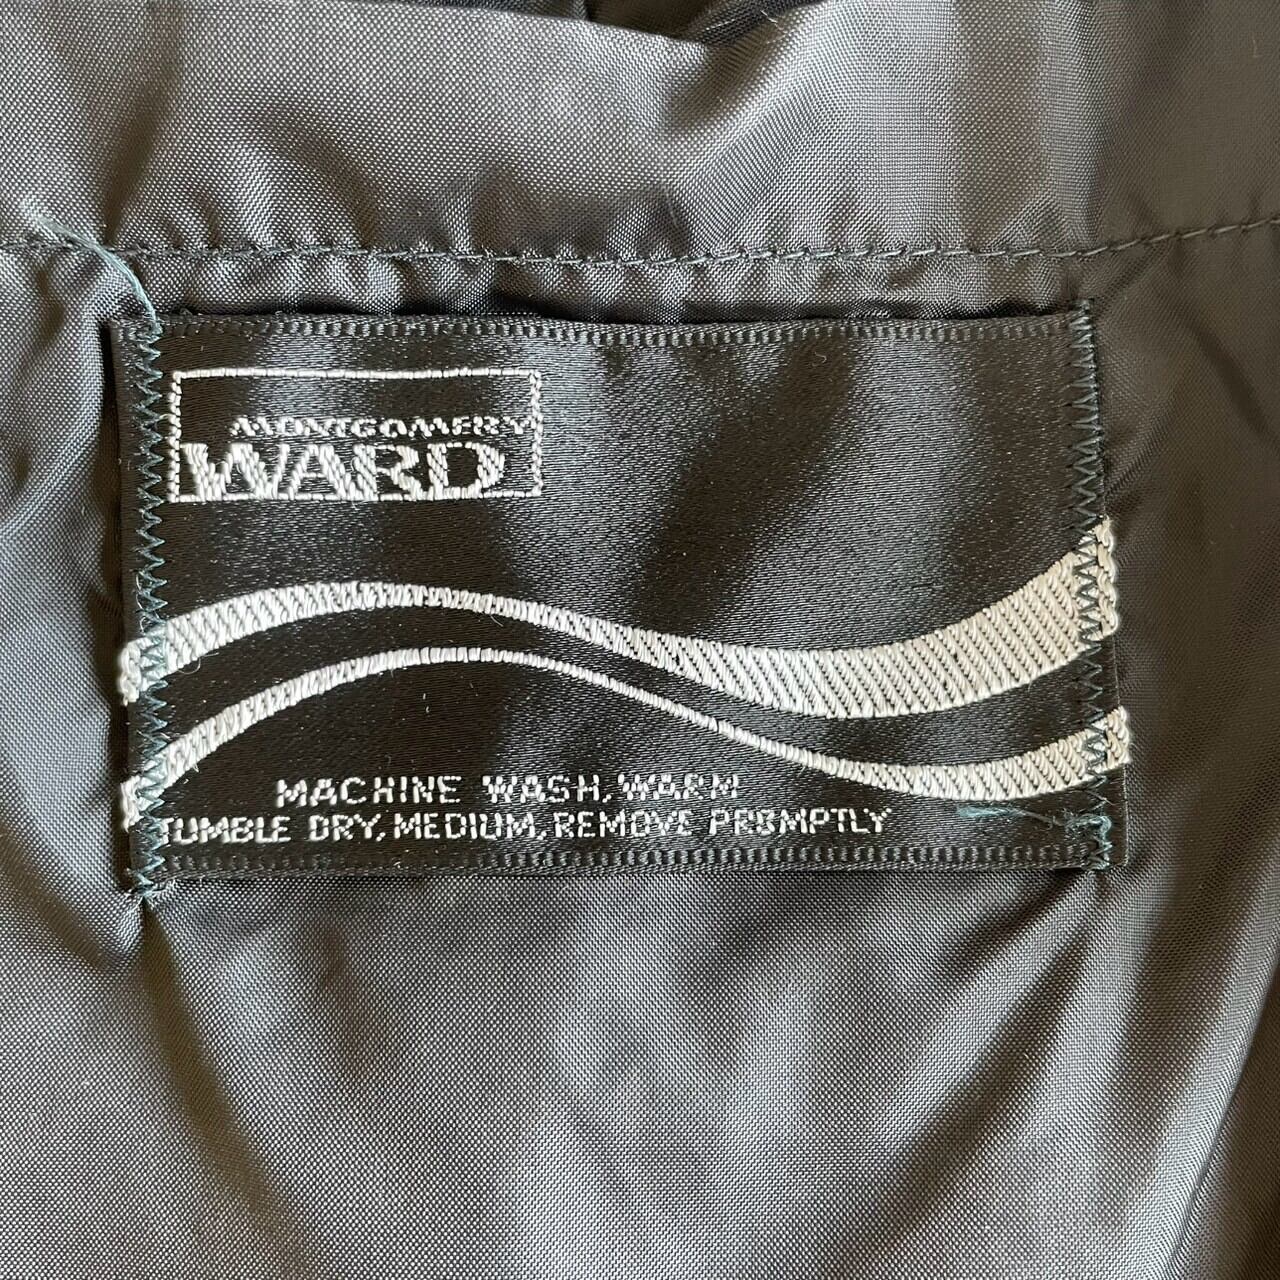 MONTGOMERY
WARD
MACHINE WASH, WARM
TUMBLE DRY, MEDIUM, REMOVE PROMPTLY